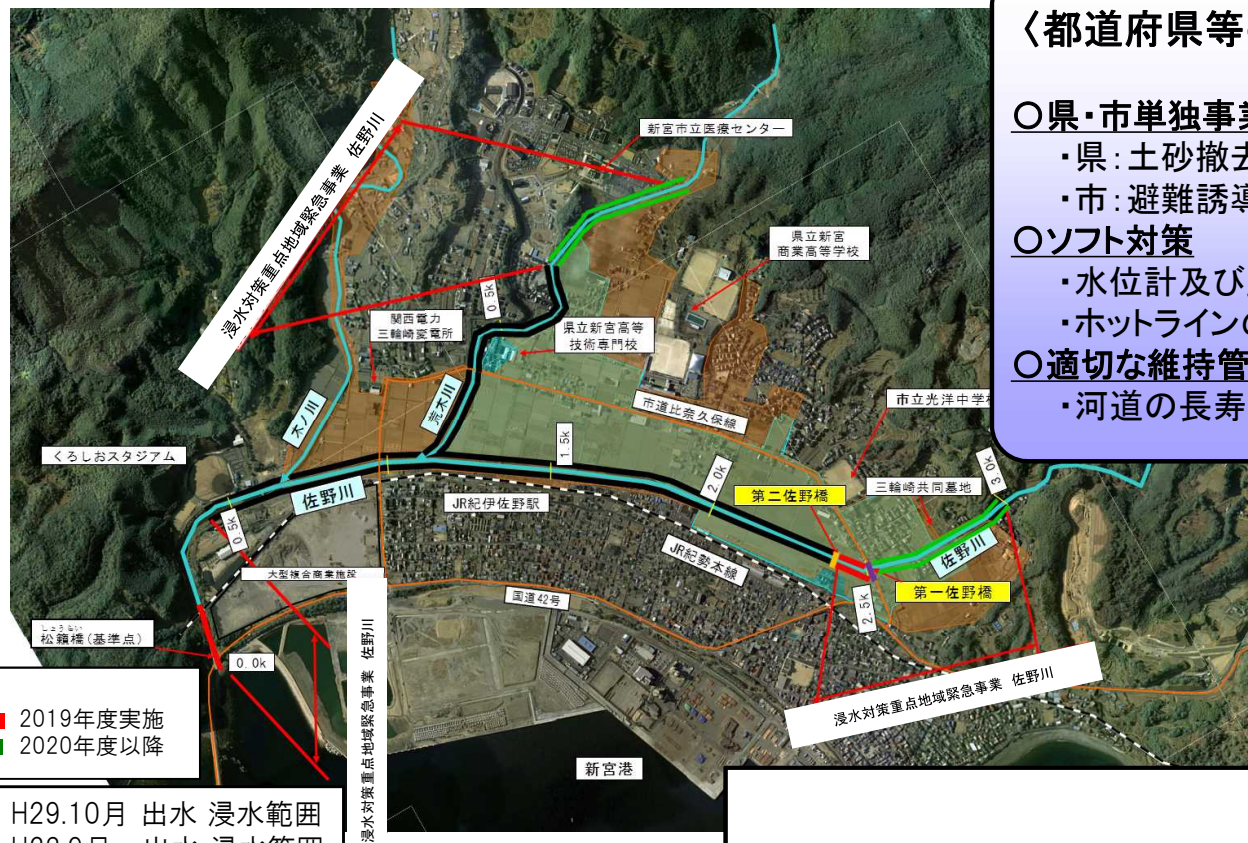 〈都道府県等
〇県・市単独事業
・県：土砂撤去
・市：避難誘導
〇ソフト対策
・水位計及び
・ホットラインの
〇適切な維持管
・河道の長寿
浸水対策重点地域緊急事業 佐野川
新宮市立医療センター
県立新宮
商業高等学校
関西電力
三輪崎変電所
0.5k
県立新宮高等
技術専門校
市道比奈久保線
市立光洋中学校
木ノ川
荒木川
くろしおスタジアム
佐野川
1.5k
JR紀伊佐野駅
2.0k
第二佐野橋
三輪崎共同墓地
3.0k
0.5k
JR紀勢本線
佐野川
大型複合商業施設
国道42号
第一佐野橋
2.5k
しょうらい
松籟橋(基準点)
0.0k
浸水対策重点地域緊急事業 佐野川
浸水対策重点地域緊急事業 佐野川
新宮港
2019年度実施
2020年度以降
H29.10月 出水 浸水範囲
出水 浸水範囲